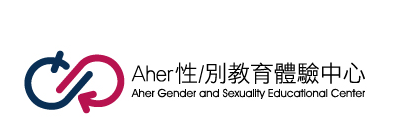 Aher性/別教育體驗中心
Aher Gender and Sexuality Educational Center